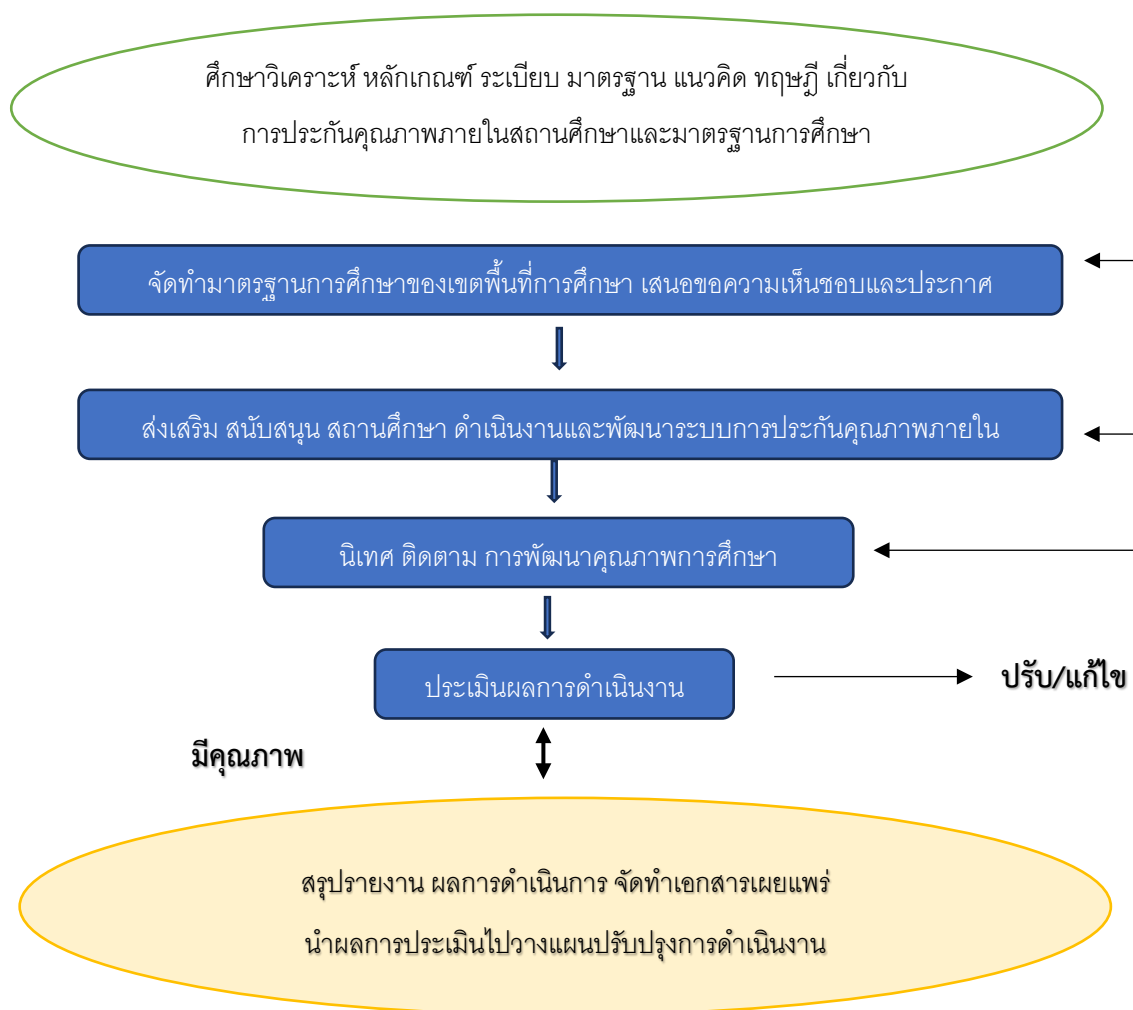 ศึกษาวิเคราะห์ หลักเกณฑ์ ระเบียบ มาตรฐาน แนวคิด ทฤษฎี เกี่ยวกับ
การประกันคุณภาพภายในสถานศึกษาและมาตรฐานการศึกษา
จัดทำมาตรฐานการศึกษาของเขตพื้นที่การศึกษา เสนอขอความเห็นชอบและประกาศ
ส่งเสริม สนับสนุน สถานศึกษา ดำเนินงานและพัฒนาระบบการประกันคุณภาพภายใน
นิเทศ ติดตาม การพัฒนาคุณภาพการศึกษา
ประเมินผลการดำเนินงาน
ปรับ/แก้ไข
มีคุณภาพ
สรุปรายงาน ผลการดำเนินการ จัดทำเอกสารเผยแพร่
นำผลการประเมินไปวางแผนปรับปรุงการดำเนินงาน